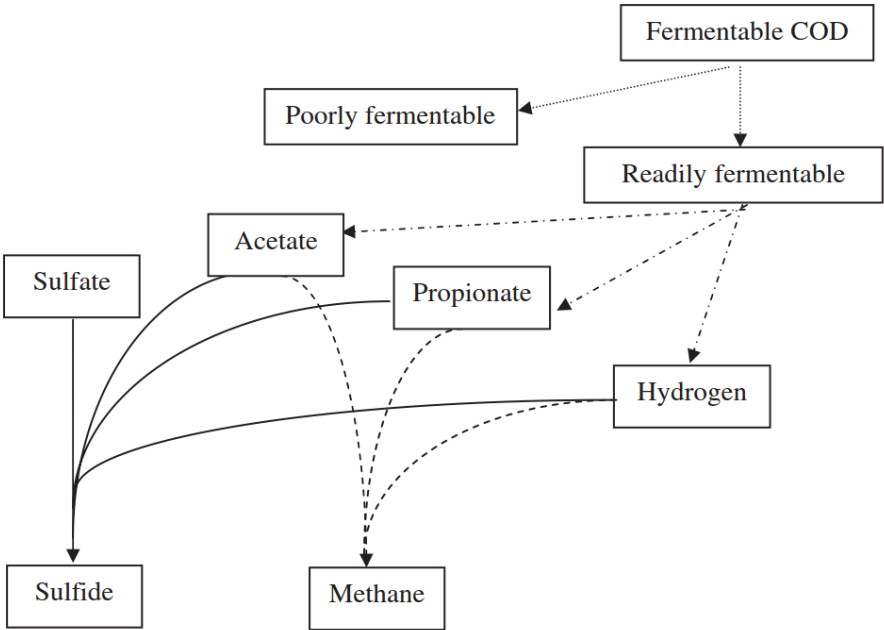 Fermentable COD
Poorly fermentable
Readily fermentable
Acetate
Sulfate
Propionate
Hydrogen
Sulfide
Methane